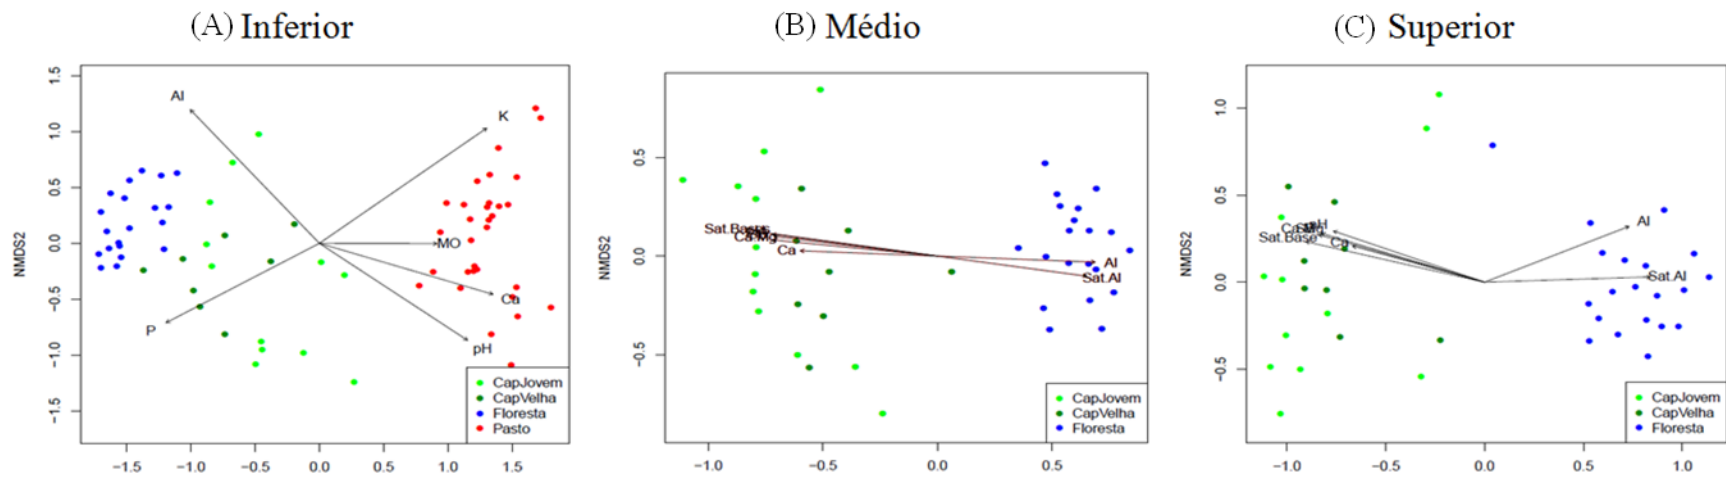 (A) Inferior
(B) Médio
(C) Superior
NMDS2
1.5
1.0
0.5
0.0
−0.5
−1.0
−1.5
Al
K
MO
Ca
P
pH
CapJovem
CapVelha
Floresta
Pasto
−1.5 −1.0 −0.5 0.0 0.5 1.0 1.5
NMDS2
0.5
0.0
−0.5
Ca
Al
Sat.Al
CapJovem
CapVelha
Floresta
−1.0 −0.5 0.0 0.5
NMDS2
1.0
0.5
0.0
−0.5
pH
Ca
Sat.Base
Al
Sat.Al
CapJovem
CapVelha
Floresta
−1.0 −0.5 0.0 0.5 1.0